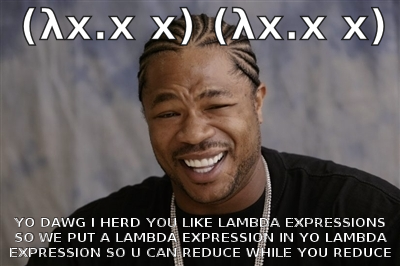 (λx.x x) (λx.x x)
YO DAWG I HERD YOU LIKE LAMBDA EXPRESSIONS
SO WE PUT A LAMBDA EXPRESSION IN YO LAMBDA
EXPRESSION SO U CAN REDUCE WHILE YOU REDUCE